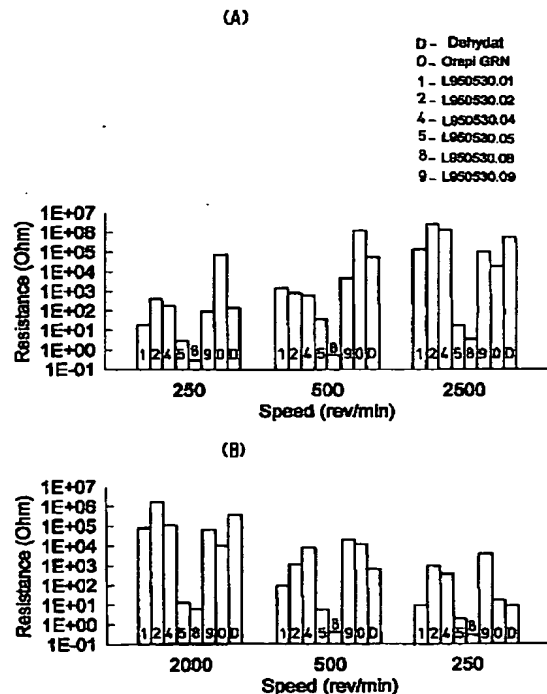 (A)
D - Dehydat
O - Orapi GRN
1 - L950530.01
2 - L950530.02
4 - L950530.04
5 - L950530.05
8 - L950530.08
9 - L950530.09
Resistance (Ohm)
1E+07
1E+06
1E+05
1E+04
1E+03
1E+02
1E+01
1E+00
1E-01
1 2 4 5 8 9 O D
1 2 4 5 8 9 O D
1 2 4 5 8 9 O D
250 500 2500
Speed (rev/min)
(B)
Resistance (Ohm)
1E+07
1E+06
1E+05
1E+04
1E+03
1E+02
1E+01
1E+00
1E-01
1 2 4 5 8 9 O D
1 2 4 5 8 9 O D
1 2 4 5 8 9 O D
2000 500 250
Speed (rev/min)